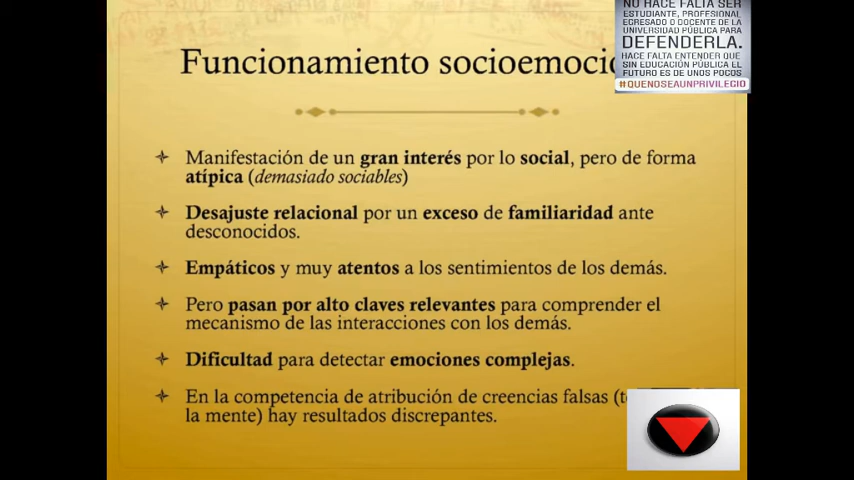 NO HACE FALTA SER
ESTUDIANTE, PROFESIONAL
EGRESADO O DOCENTE DE LA
UNIVERSIDAD PÚBLICA PARA
DEFENDERLA.
HACE FALTA ENTENDER QUE
SIN EDUCACIÓN PÚBLICA EL
FUTURO ES DE UNOS POCOS
#QUENOSEAUNPRIVILEGIO
Funcionamiento
Manifestación de un gran interés por lo social, pero de forma
atípica (demasiado sociables)
Desajuste relacional por un exceso de familiaridad ante
desconocidos.
Empáticos y muy atentos a los sentimientos de los demás.
Pero pasan por alto claves relevantes para comprender el
mecanismo de las interacciones con los demás.
Dificultad para detectar emociones complejas.
En la competencia de atribución de creencias falsas
la mente) hay resultados discrepantes.